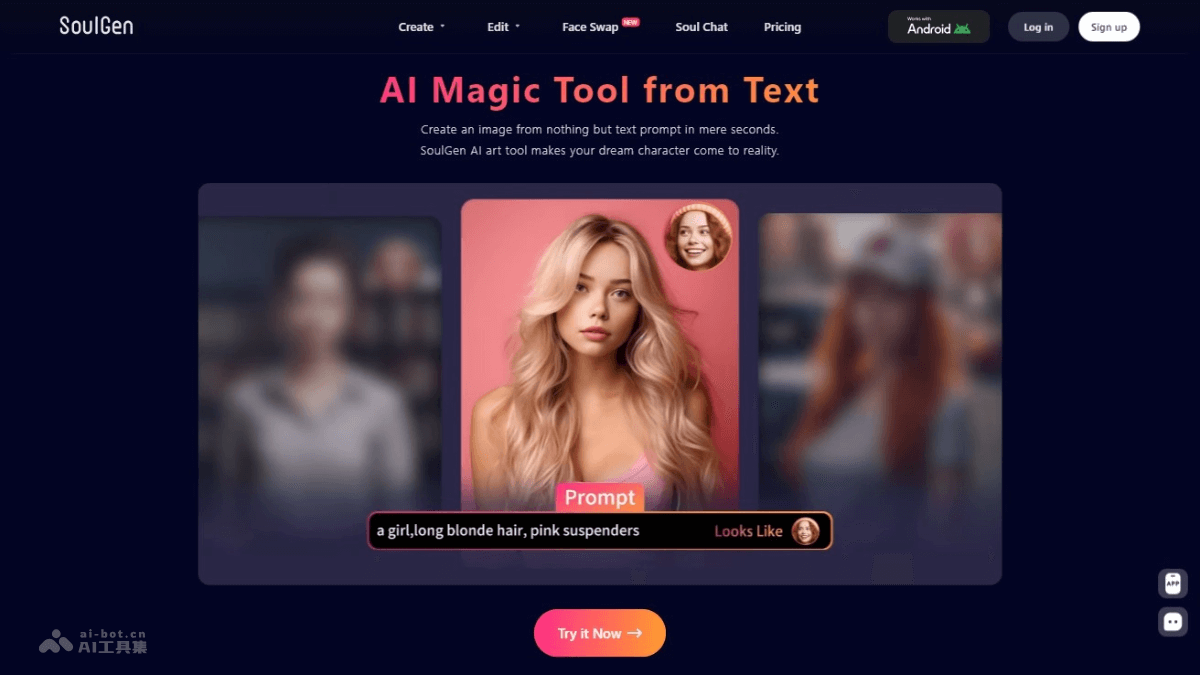 SoulGen
Create
Edit
Face Swap NEW
Soul Chat
Pricing
Works with
Android
Log in
Sign up
AI Magic Tool from Text
Create an image from nothing but text prompt in mere seconds.
SoulGen AI art tool makes your dream character come to reality.
Prompt
a girl,long blonde hair, pink suspenders
Looks Like
APP
Try it Now →
ai-bot.cn
AI工具集